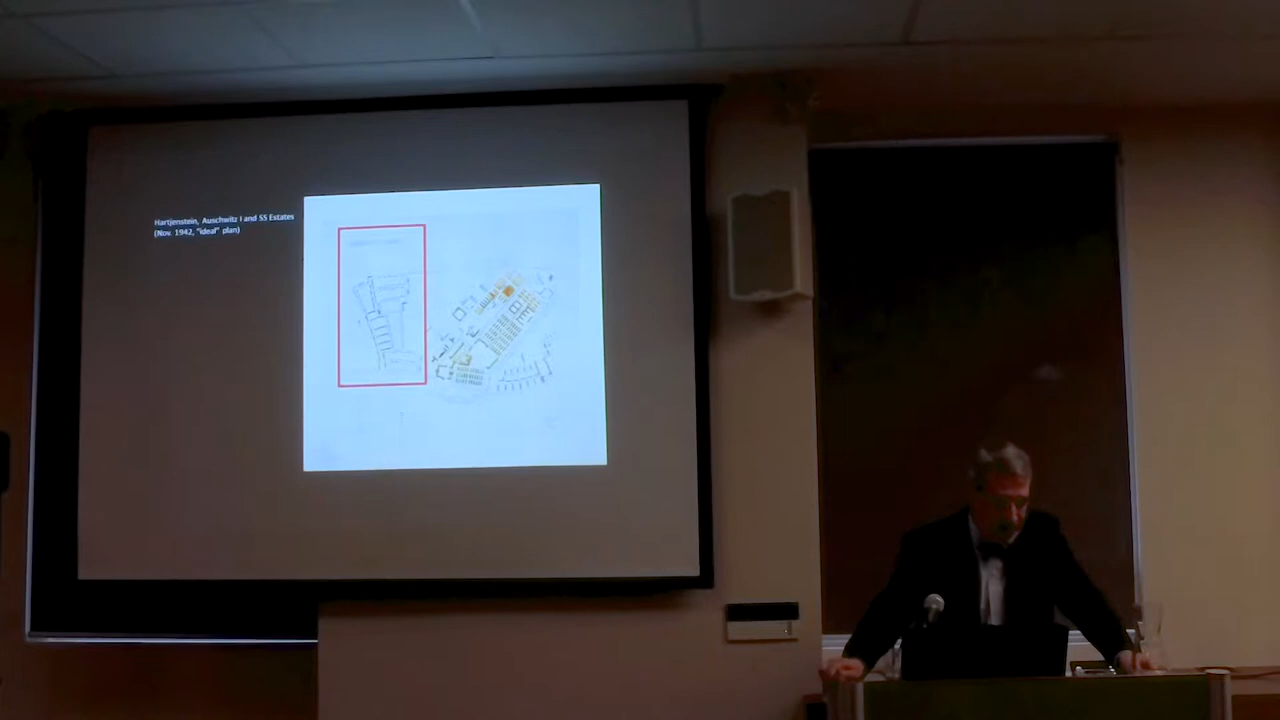 Hartjenstein, Auschwitz I and SS Estates
(Nov. 1942, "ideal" plan)